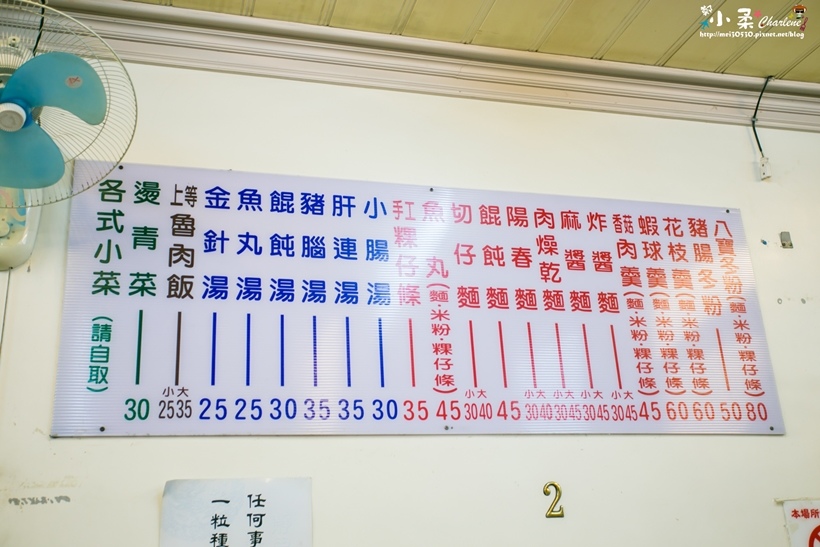 小柔 Charlene
http://mei30530.pixnet.net/blog
八寶冬粉(麵·米粉·粿仔條) 80
豬腸冬粉 50
花枝羹(麵·米粉·粿仔條) 60
蝦球羹(麵·米粉·粿仔條) 60
香菇肉羹(麵·米粉·粿仔條) 45
炸醬麵 小30 大45
麻醬麵 小30 大45
肉燥乾麵 小30 大45
陽春麵 小30 大40
餛飩麵 45
切仔麵 小30 大40
魚丸(麵·米粉·粿仔條) 45
粿仔條 35
小腸湯 30
肝連湯 35
豬腦湯 35
餛飩湯 30
魚丸湯 25
金針湯 25
上等魯肉飯 小25 大35
燙青菜 30
各式小菜(請自取)
任何事
一粒種
2
本場所